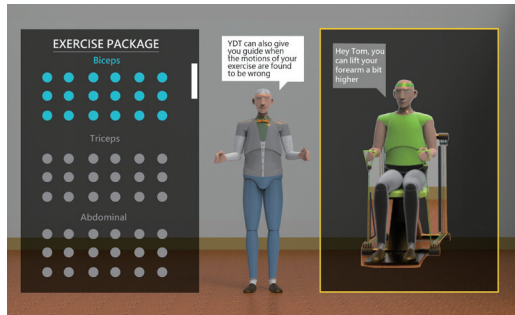 EXERCISE PACKAGE
Biceps
Triceps
Abdominal
YDT can also give
you guide when
the motions of your
exercise are found
to be wrong
Hey Tom, you
can lift your
forearm a bit
higher